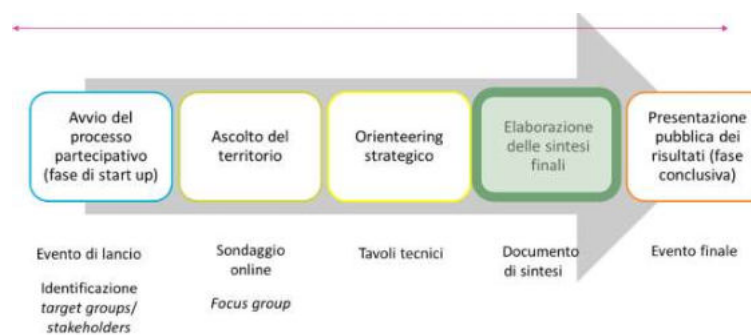 Avvio del
processo
partecipativo
(fase di start up)
Ascolto del
territorio
Orienteering
strategico
Elaborazione
delle sintesi
finali
Presentazione
pubblica dei
risultati (fase
conclusiva)
Evento di lancio
Identificazione
target groups/
stakeholders
Sondaggio
online
Focus group
Tavoli tecnici
Documento
di sintesi
Evento finale